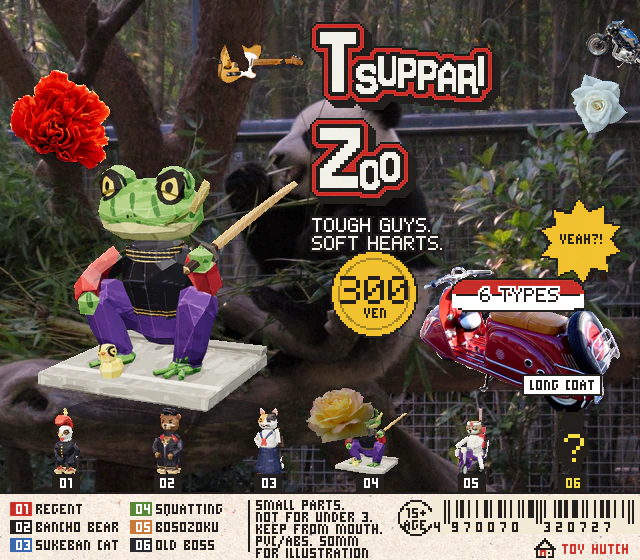 TSUPPARI
ZOO
TOUGH GUYS.
SOFT HEARTS.
YEAH?!
300
YEN
6 TYPES
LONG COAT
?
01
02
03
04
05
06
01 REGENT
02 BANCHO BEAR
03 SUKEBAN CAT
04 SQUATTING
05 BOSOZOKU
06 OLD BOSS
SMALL PARTS.
NOT FOR UNDER 3.
KEEP FROM MOUTH.
PVC/ABS. 50MM
FOR ILLUSTRATION
15+
AGE
4 970070 320727
TOY HUTCH